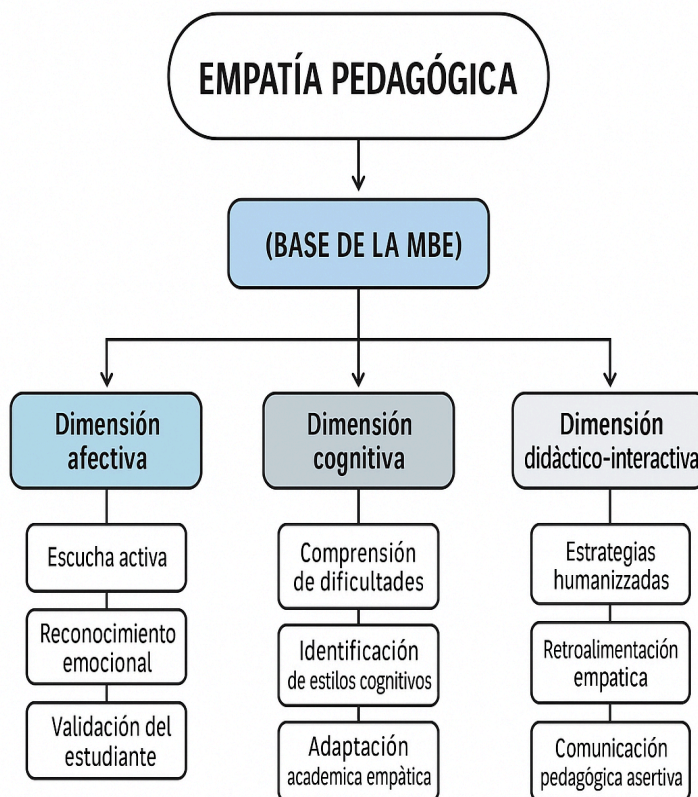 EMPATÍA PEDAGÓGICA
(BASE DE LA MBE)
Dimensión
afectiva
Escucha activa
Reconocimiento
emocional
Validación del
estudiante
Dimensión
cognitiva
Comprensión
de dificultades
Identificación
de estilos cognitivos
Adaptación
academica empàtica
Dimensión
didàctico-interactiva
Estrategias
humanizzadas
Retroalimentación
empatica
Comunicación
pedagógica asertiva